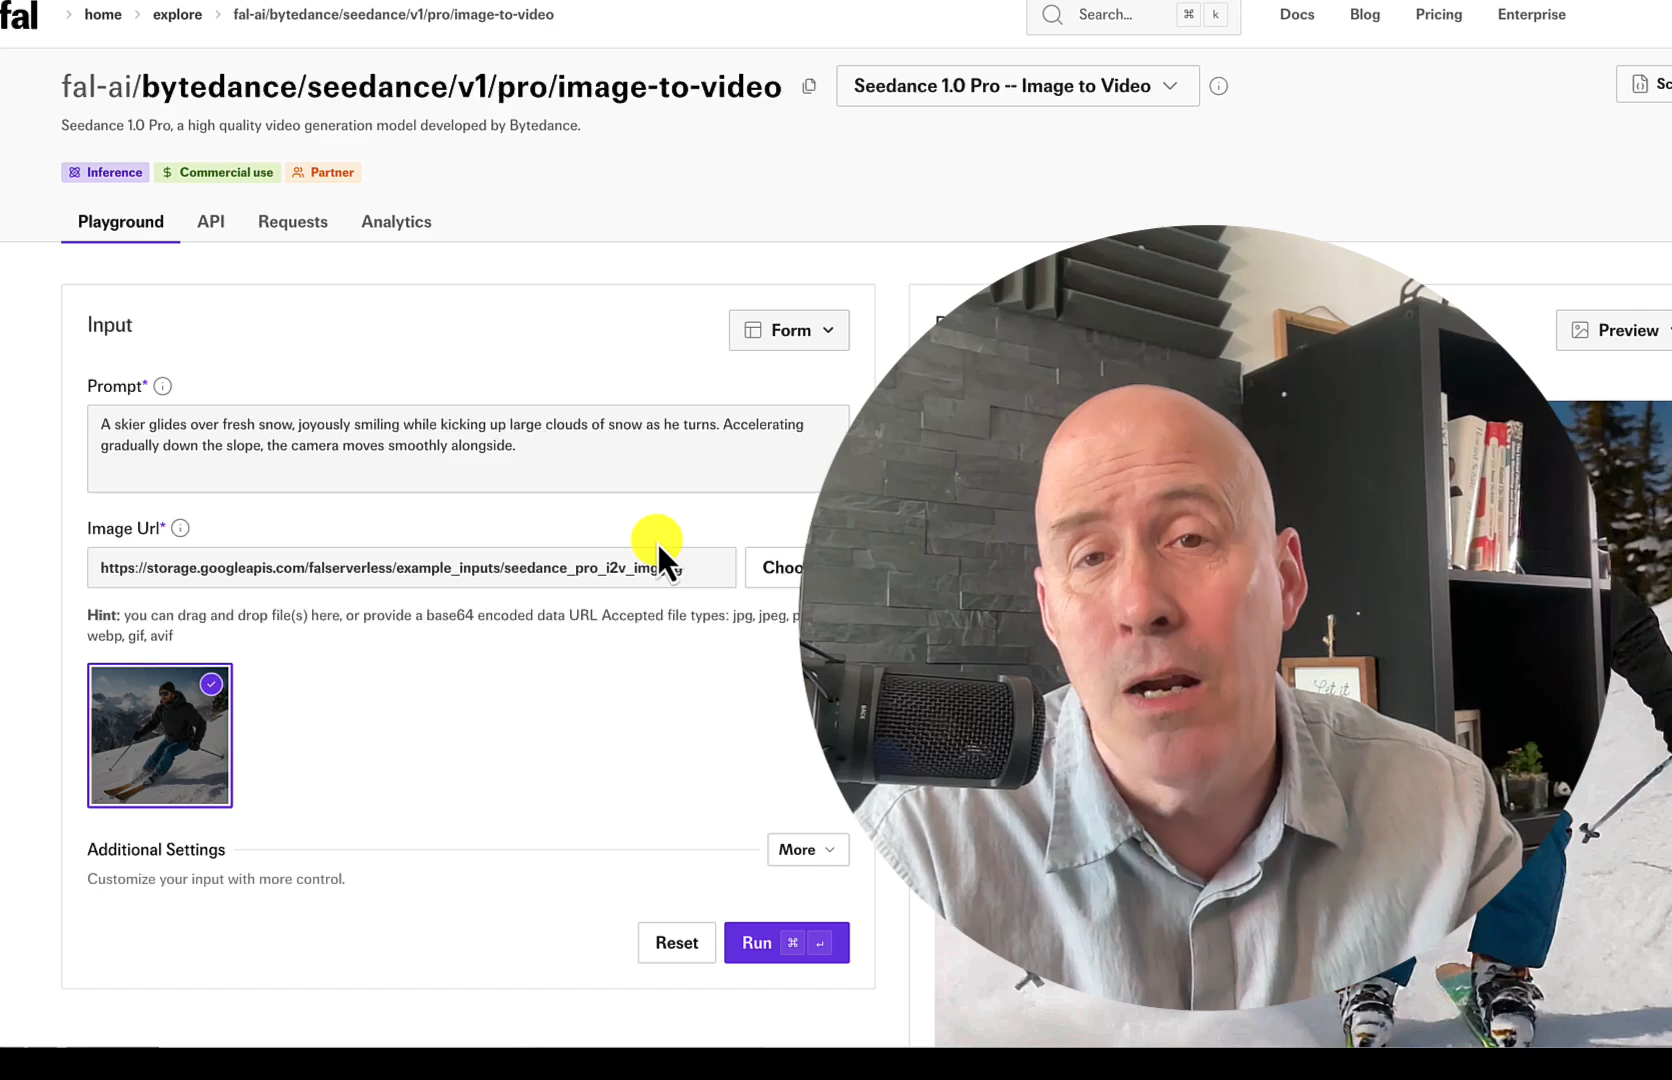 fal
home
explore
fal-ai/bytedance/seedance/v1/pro/image-to-video
Search...
⌘
k
Docs
Blog
Pricing
Enterprise
fal-ai/bytedance/seedance/v1/pro/image-to-video
Seedance 1.0 Pro -- Image to Video
Sc
Seedance 1.0 Pro, a high quality video generation model developed by Bytedance.
Inference
Commercial use
Partner
Playground
API
Requests
Analytics
Input
Form
Preview
Prompt*
A skier glides over fresh snow, joyously smiling while kicking up large clouds of snow as he turns. Accelerating
gradually down the slope, the camera moves smoothly alongside.
Image Url*
https://storage.googleapis.com/falserverless/example_inputs/seedance_pro_i2v_im
Choo
Hint: you can drag and drop file(s) here, or provide a base64 encoded data URL Accepted file types: jpg, jpeg, p
webp, gif, avif
Let it
BACK
Additional Settings
More
Customize your input with more control.
Reset
Run ⌘ ↵